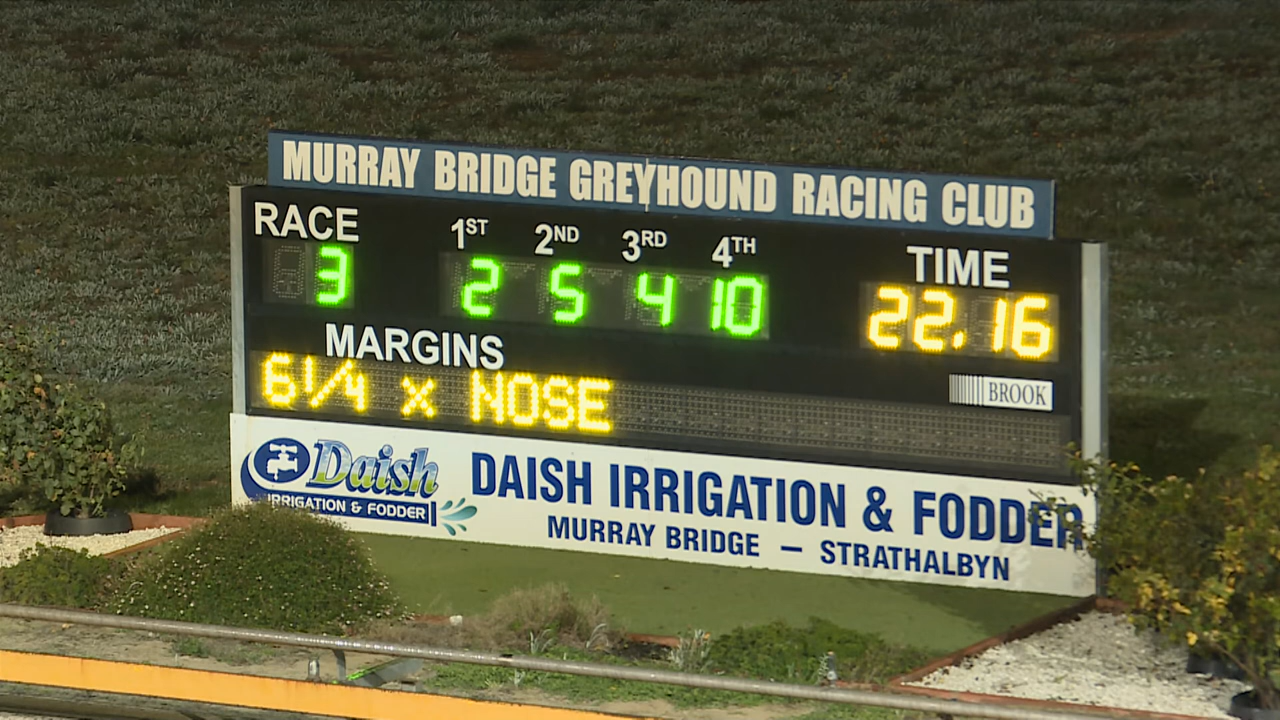 MURRAY BRIDGE GREYHOUND RACING CLUB
RACE 1ST 2ND 3RD 4TH TIME
3 2 5 4 10 22.16
MARGINS
6 1/4 x NOSE
BROOK
Daish
IRRIGATION & FODDER
DAISH IRRIGATION & FODDER
MURRAY BRIDGE – STRATHALBYN